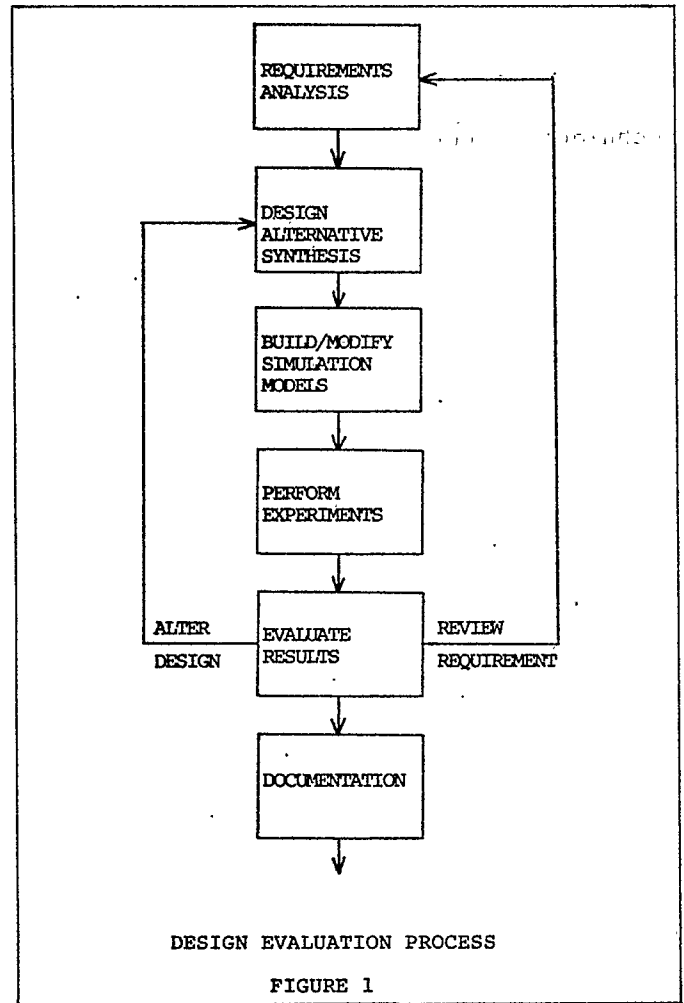 REQUIREMENTS
ANALYSIS
DESIGN
ALTERNATIVE
SYNTHESIS
BUILD/MODIFY
SIMULATION
MODELS
PERFORM
EXPERIMENTS
ALTER
DESIGN
EVALUATE
RESULTS
REVIEW
REQUIREMENT
DOCUMENTATION
DESIGN EVALUATION PROCESS
FIGURE 1